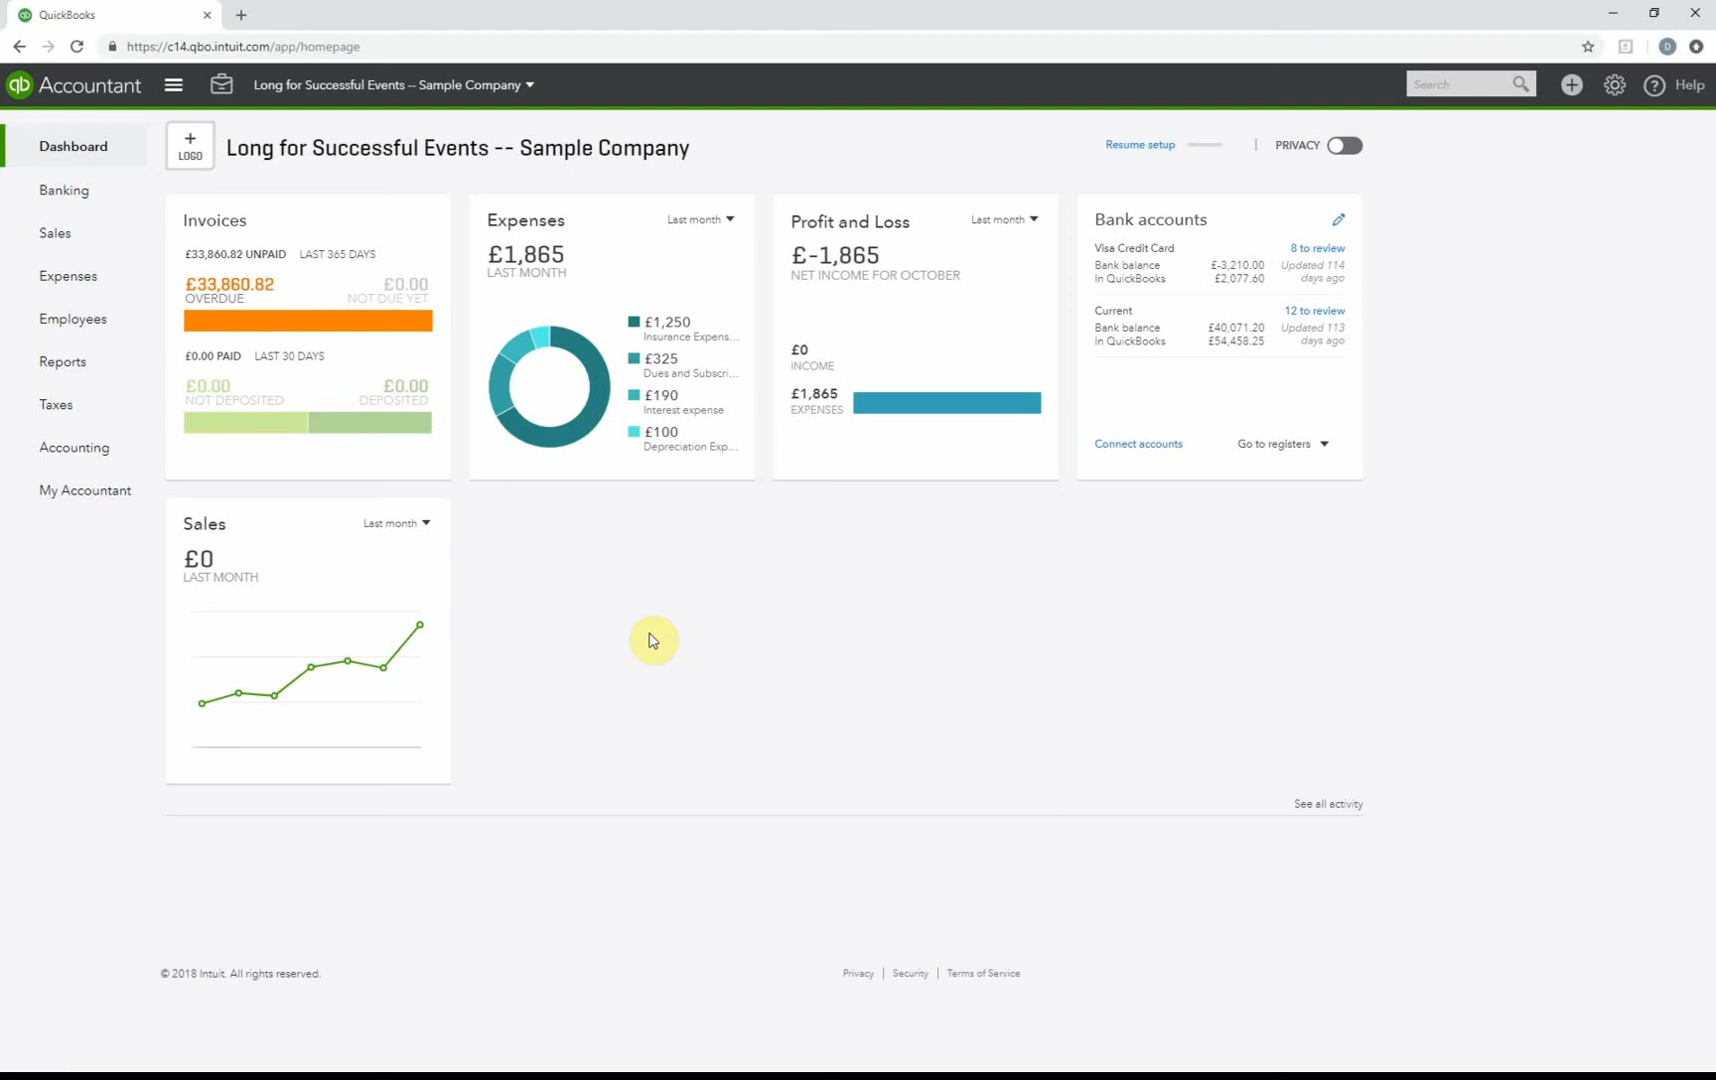 QuickBooks
https://c14.qbo.intuit.com/app/homepage
D
qb Accountant
Long for Successful Events -- Sample Company
Search
Help
Dashboard
Banking
Sales
Expenses
Employees
Reports
Taxes
Accounting
My Accountant
+
LOGO
Long for Successful Events -- Sample Company
Resume setup
PRIVACY
Invoices
£33,860.82 UNPAID LAST 365 DAYS
£33,860.82 £0.00
OVERDUE NOT DUE YET
£0.00 PAID LAST 30 DAYS
£0.00 £0.00
NOT DEPOSITED DEPOSITED
Expenses Last month
£1,865
LAST MONTH
£1,250
Insurance Expens...
£325
Dues and Subscri...
£190
Interest expense
£100
Depreciation Exp...
Profit and Loss Last month
£-1,865
NET INCOME FOR OCTOBER
£0
INCOME
£1,865
EXPENSES
Bank accounts
Visa Credit Card 8 to review
Bank balance £-3,210.00 Updated 114
In QuickBooks £2,077.60 days ago
Current 12 to review
Bank balance £40,071.20 Updated 113
In QuickBooks £54,458.25 days ago
Connect accounts Go to registers
Sales Last month
£0
LAST MONTH
See all activity
© 2018 Intuit. All rights reserved.
Privacy | Security | Terms of Service